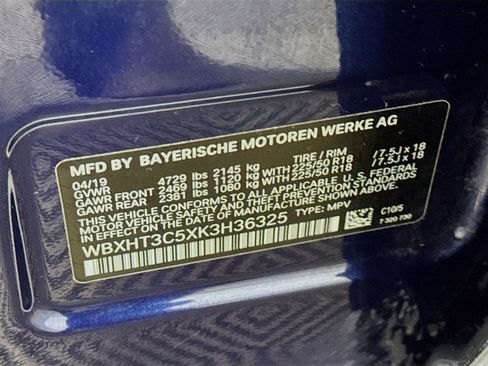 MFD BY BAYERISCHE MOTOREN WERKE AG
04/19 TIRE / RIM
GVWR 4729 lbs 2145 kg
GAWR FRONT 2469 lbs 1120 kg WITH 225/50 R18 / 7.5J x 18
GAWR REAR 2381 lbs 1080 kg WITH 225/50 R18 / 7.5J x 18
THIS VEHICLE CONFORMS TO ALL APPLICABLE U.S. FEDERAL
MOTOR VEHICLE SAFETY STANDARDS IN EFFECT ON THE
DATE OF MANUFACTURE SHOWN ABOVE.
WBXHT3C5XK3H36325 TYPE: MPV
C10/5
7 320 730